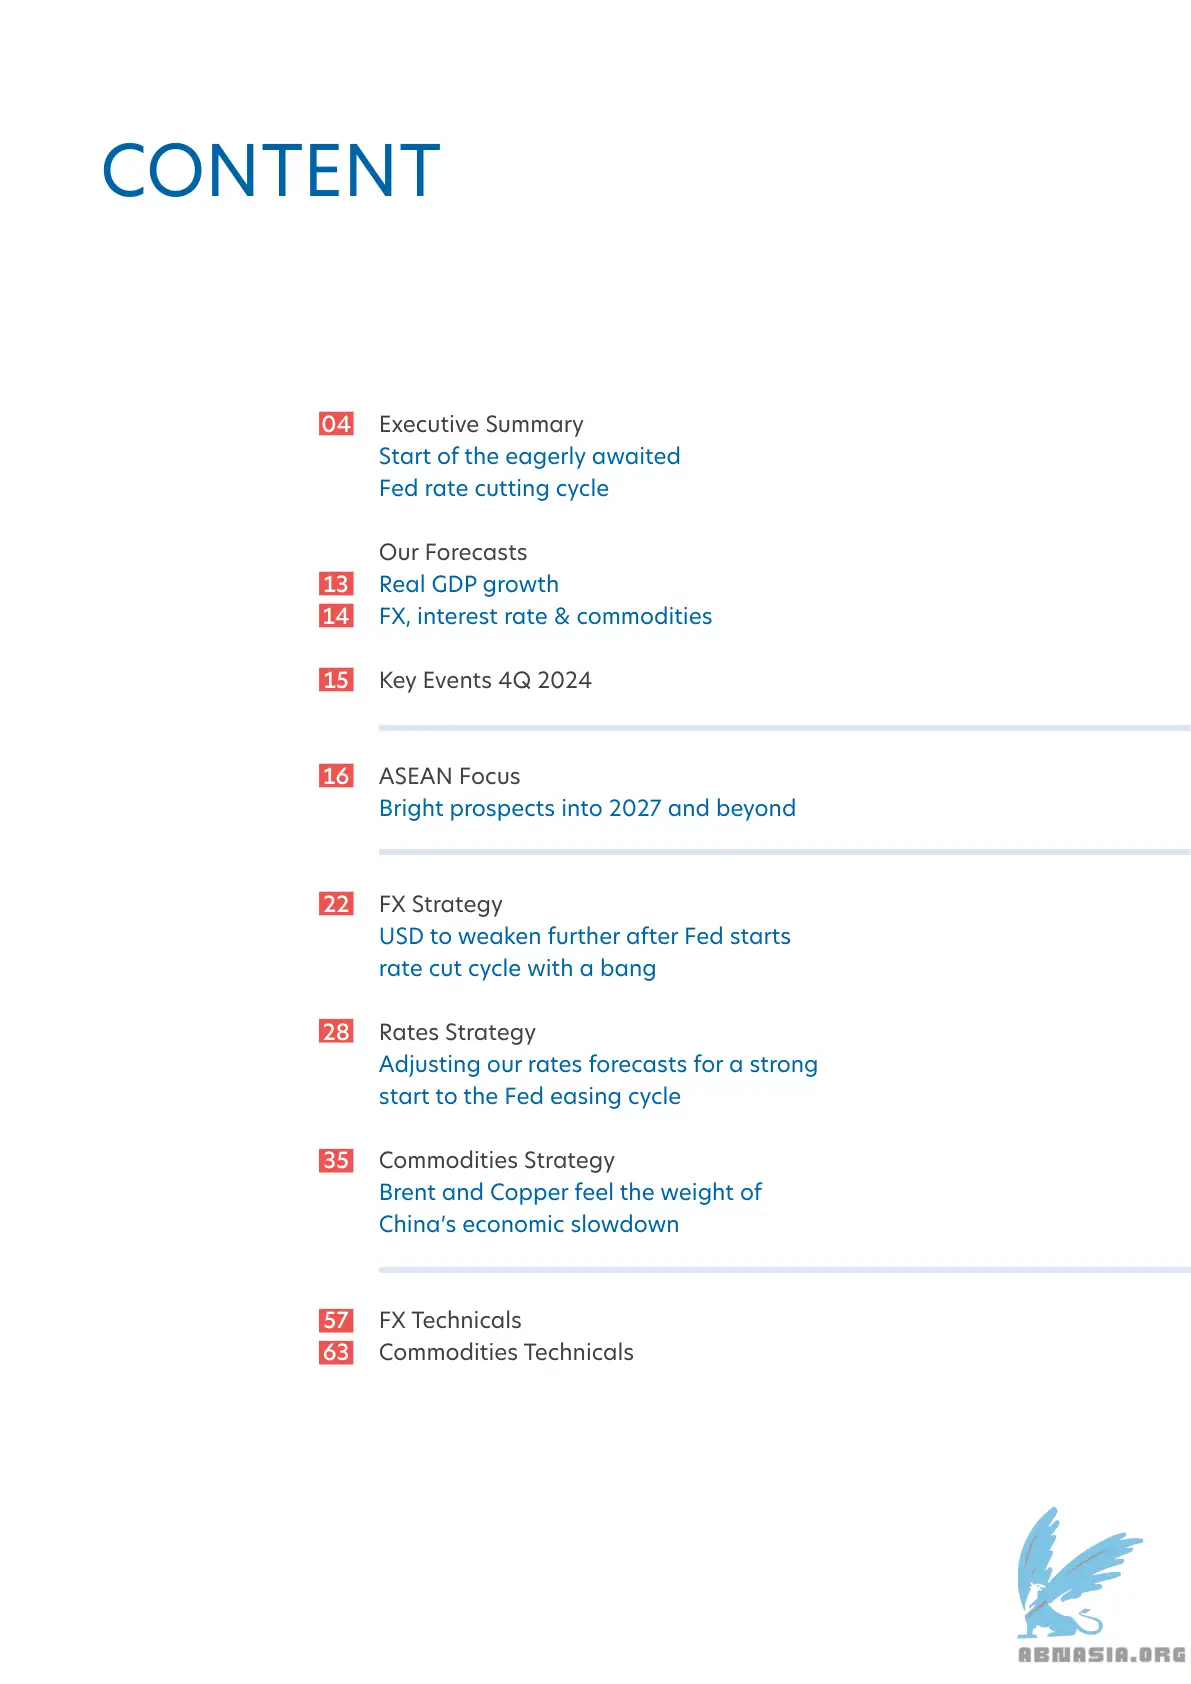 CONTENT
04 Executive Summary
Start of the eagerly awaited
Fed rate cutting cycle
Our Forecasts
13 Real GDP growth
14 FX, interest rate & commodities
15 Key Events 4Q 2024
16 ASEAN Focus
Bright prospects into 2027 and beyond
22 FX Strategy
USD to weaken further after Fed starts
rate cut cycle with a bang
28 Rates Strategy
Adjusting our rates forecasts for a strong
start to the Fed easing cycle
35 Commodities Strategy
Brent and Copper feel the weight of
China’s economic slowdown
57 FX Technicals
63 Commodities Technicals
ABNASIA.ORG